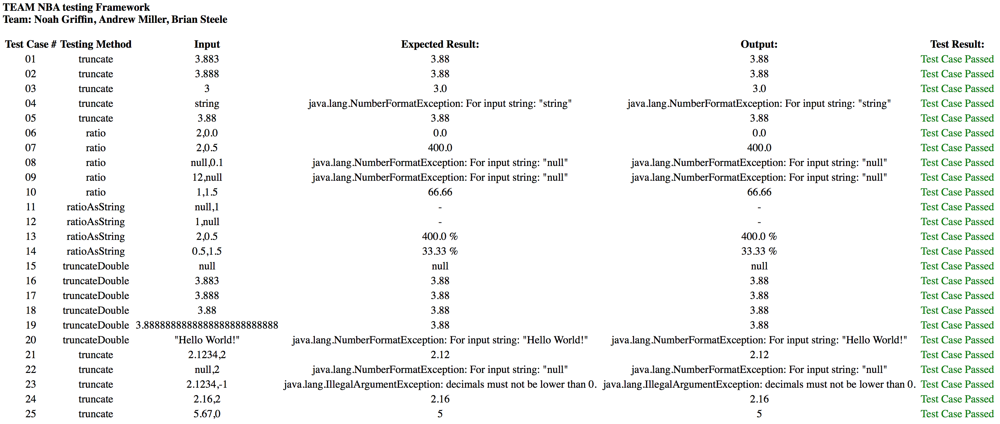 TEAM NBA testing Framework
Team: Noah Griffin, Andrew Miller, Brian Steele
Test Case # Testing Method Input Expected Result: Output: Test Result:
01 truncate 3.883 3.88 3.88 Test Case Passed
02 truncate 3.888 3.88 3.88 Test Case Passed
03 truncate 3 3.0 3.0 Test Case Passed
04 truncate string java.lang.NumberFormatException: For input string: "string" java.lang.NumberFormatException: For input string: "string" Test Case Passed
05 truncate 3.88 3.88 3.88 Test Case Passed
06 ratio 2,0.0 0.0 0.0 Test Case Passed
07 ratio 2,0.5 400.0 400.0 Test Case Passed
08 ratio null,0.1 java.lang.NumberFormatException: For input string: "null" java.lang.NumberFormatException: For input string: "null" Test Case Passed
09 ratio 12,null java.lang.NumberFormatException: For input string: "null" java.lang.NumberFormatException: For input string: "null" Test Case Passed
10 ratio 1,1.5 66.66 66.66 Test Case Passed
11 ratioAsString null,1 - - Test Case Passed
12 ratioAsString 1,null - - Test Case Passed
13 ratioAsString 2,0.5 400.0 % 400.0 % Test Case Passed
14 ratioAsString 0.5,1.5 33.33 % 33.33 % Test Case Passed
15 truncateDouble null null null Test Case Passed
16 truncateDouble 3.883 3.88 3.88 Test Case Passed
17 truncateDouble 3.888 3.88 3.88 Test Case Passed
18 truncateDouble 3.88 3.88 3.88 Test Case Passed
19 truncateDouble 3.8888888888888888888888888 3.88 3.88 Test Case Passed
20 truncateDouble "Hello World!" java.lang.NumberFormatException: For input string: "Hello World!" java.lang.NumberFormatException: For input string: "Hello World!" Test Case Passed
21 truncate 2.1234,2 2.12 2.12 Test Case Passed
22 truncate null,2 java.lang.NumberFormatException: For input string: "null" java.lang.NumberFormatException: For input string: "null" Test Case Passed
23 truncate 2.1234,-1 java.lang.IllegalArgumentException: decimals must not be lower than 0. java.lang.IllegalArgumentException: decimals must not be lower than 0. Test Case Passed
24 truncate 2.16,2 2.16 2.16 Test Case Passed
25 truncate 5.67,0 5 5 Test Case Passed